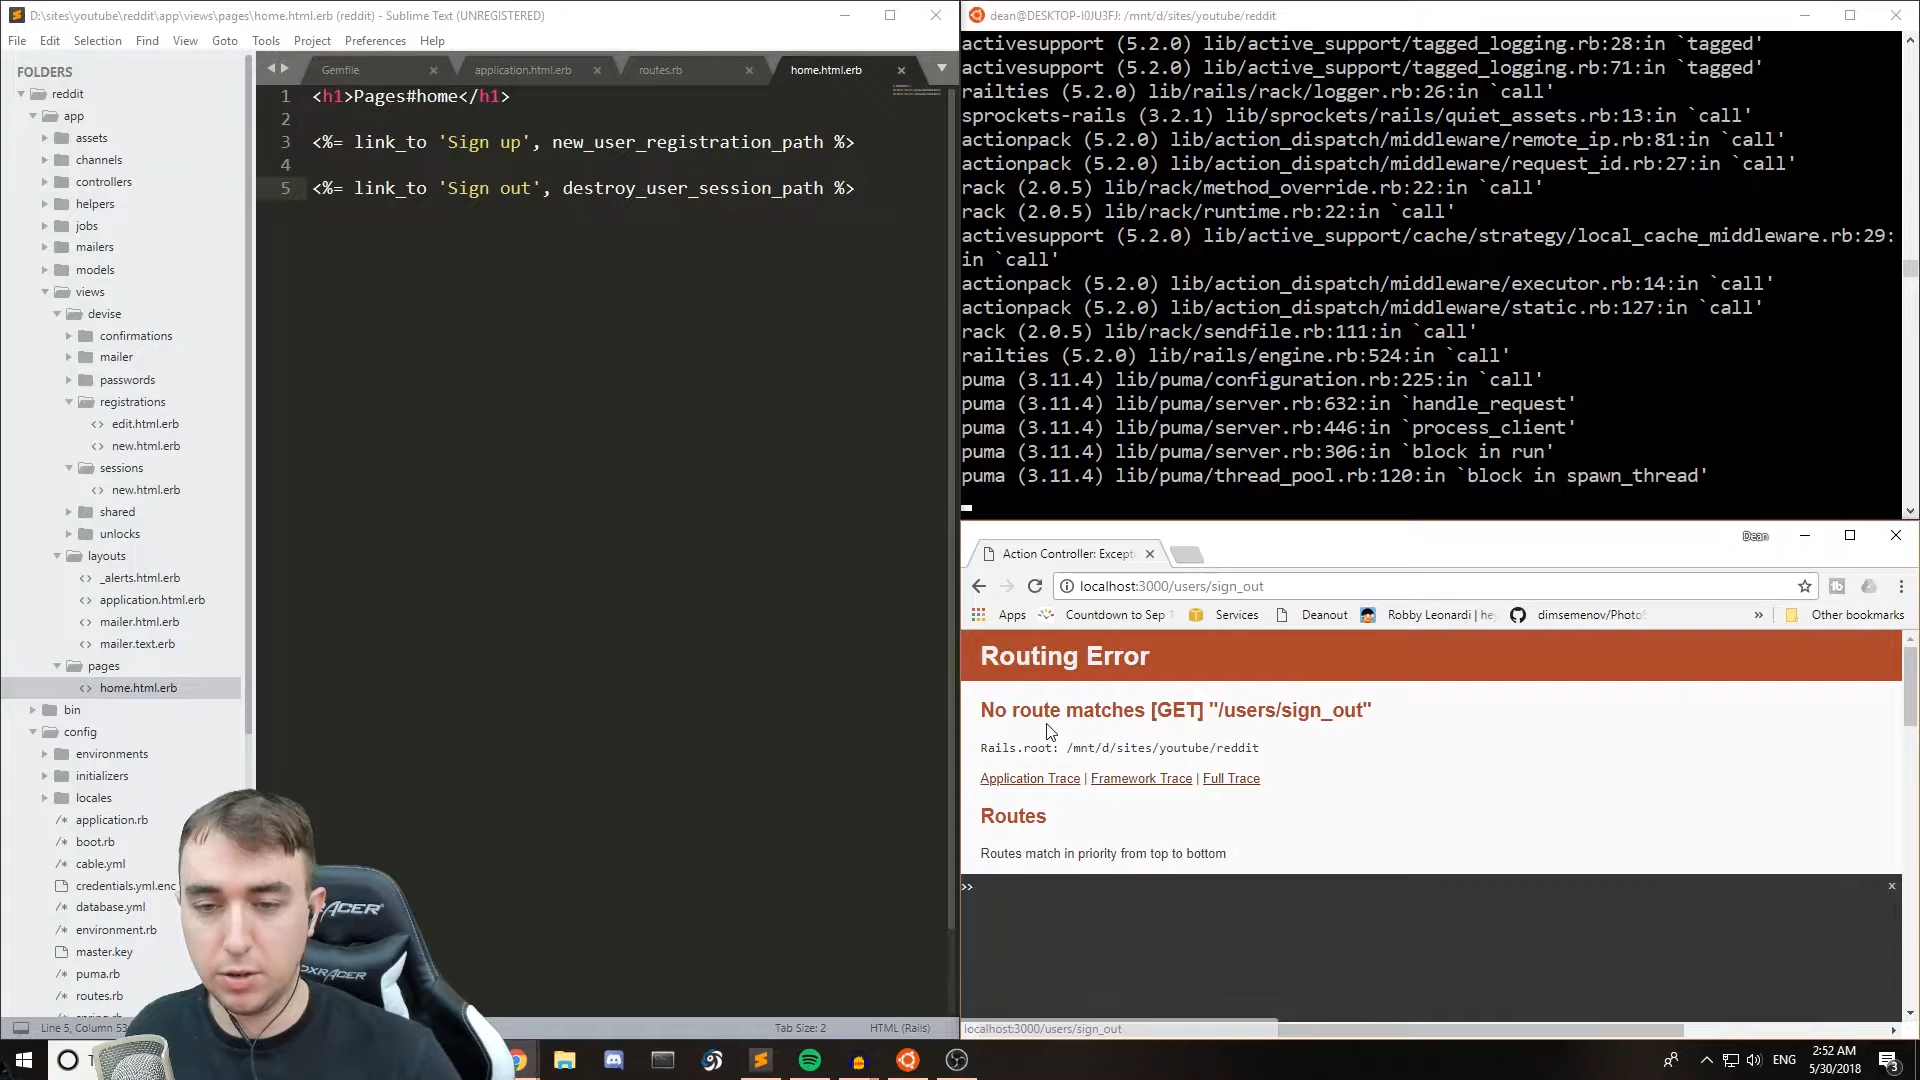 D:\sites\youtube\reddit\app\views\pages\home.html.erb (reddit) - Sublime Text (UNREGISTERED)
File Edit Selection Find View Goto Tools Project Preferences Help
FOLDERS
reddit
app
assets
channels
controllers
helpers
jobs
mailers
models
views
devise
confirmations
mailer
passwords
registrations
edit.html.erb
new.html.erb
sessions
new.html.erb
shared
unlocks
layouts
_alerts.html.erb
application.html.erb
mailer.html.erb
mailer.text.erb
pages
home.html.erb
bin
config
environments
initializers
locales
application.rb
boot.rb
cable.yml
credentials.yml.enc
database.yml
environment.rb
master.key
puma.rb
routes.rb
Gemfile application.html.erb routes.rb home.html.erb
1 <h1>Pages#home</h1>
2
3 <%= link_to 'Sign up', new_user_registration_path %>
4
5 <%= link_to 'Sign out', destroy_user_session_path %>
Line 5, Column 53
Tab Size: 2 HTML (Rails)
dean@DESKTOP-I0JU3FJ: /mnt/d/sites/youtube/reddit
activesupport (5.2.0) lib/active_support/tagged_logging.rb:28:in `tagged'
activesupport (5.2.0) lib/active_support/tagged_logging.rb:71:in `tagged'
railties (5.2.0) lib/rails/rack/logger.rb:26:in `call'
sprockets-rails (3.2.1) lib/sprockets/rails/quiet_assets.rb:13:in `call'
actionpack (5.2.0) lib/action_dispatch/middleware/remote_ip.rb:81:in `call'
actionpack (5.2.0) lib/action_dispatch/middleware/request_id.rb:27:in `call'
rack (2.0.5) lib/rack/method_override.rb:22:in `call'
rack (2.0.5) lib/rack/runtime.rb:22:in `call'
activesupport (5.2.0) lib/active_support/cache/strategy/local_cache_middleware.rb:29:
in `call'
actionpack (5.2.0) lib/action_dispatch/middleware/executor.rb:14:in `call'
actionpack (5.2.0) lib/action_dispatch/middleware/static.rb:127:in `call'
rack (2.0.5) lib/rack/sendfile.rb:111:in `call'
railties (5.2.0) lib/rails/engine.rb:524:in `call'
puma (3.11.4) lib/puma/configuration.rb:225:in `call'
puma (3.11.4) lib/puma/server.rb:632:in `handle_request'
puma (3.11.4) lib/puma/server.rb:446:in `process_client'
puma (3.11.4) lib/puma/server.rb:306:in `block in run'
puma (3.11.4) lib/puma/thread_pool.rb:120:in `block in spawn_thread'
Dean
Action Controller: Except
localhost:3000/users/sign_out
Apps Countdown to Sep Services Deanout Robby Leonardi | he dimsemenov/PhotoS » Other bookmarks
Routing Error
No route matches [GET] "/users/sign_out"
Rails.root: /mnt/d/sites/youtube/reddit
Application Trace | Framework Trace | Full Trace
Routes
Routes match in priority from top to bottom
>>
localhost:3000/users/sign_out
ENG
2:52 AM
5/30/2018
3